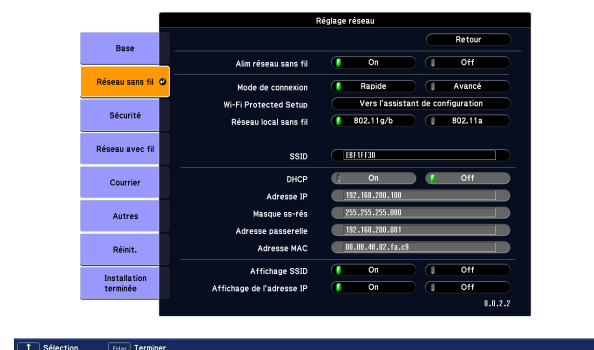 Réglage réseau
Retour
Base
Alim réseau sans fil On Off
Réseau sans fil
Mode de connexion Rapide Avancé
Wi-Fi Protected Setup Vers l'assistant de configuration
Sécurité
Réseau local sans fil 802.11g/b 802.11a
Réseau avec fil
SSID EBF1FF30
DHCP On Off
Courrier
Adresse IP 192.168.200.100
Autres
Masque ss-rés 255.255.255.000
Adresse passerelle 192.168.200.001
Réinit.
Adresse MAC 00.00.48.02.fa.c9
Affichage SSID On Off
Installation
terminée
Affichage de l'adresse IP On Off
0.0.2.2
Sélection Enter Terminer